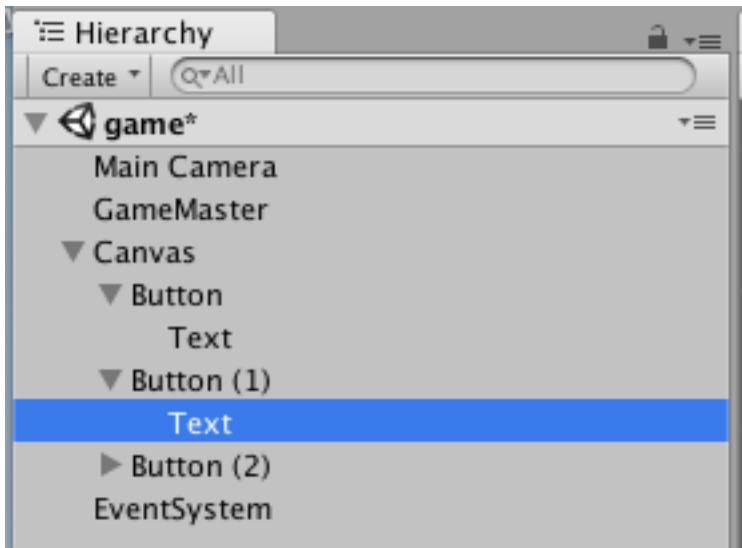 Hierarchy
Create All
game*
Main Camera
GameMaster
Canvas
Button
Text
Button (1)
Text
Button (2)
EventSystem